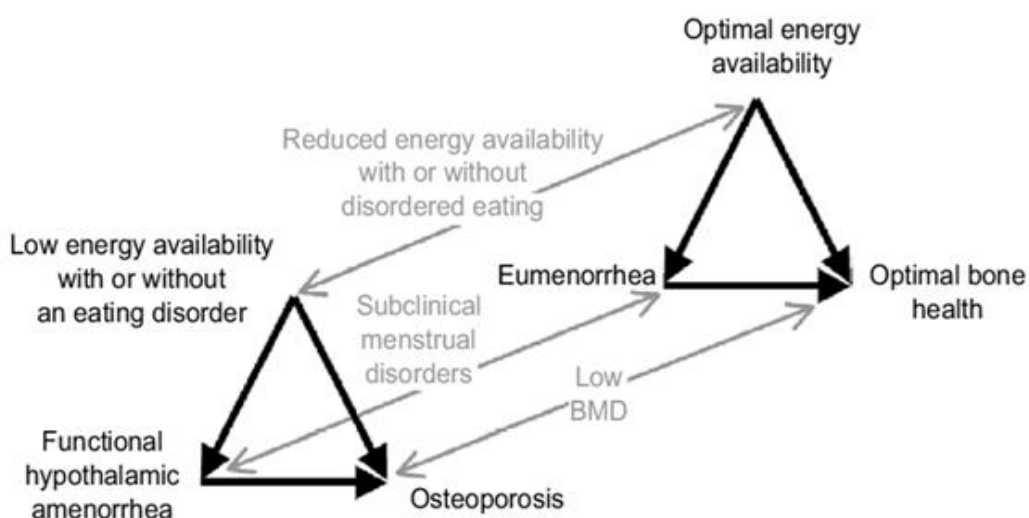 Optimal energy
availability
Reduced energy availability
with or without
disordered eating
Low energy availability
with or without
an eating disorder
Eumenorrhea
Optimal bone
health
Subclinical
menstrual
disorders
Low
BMD
Functional
hypothalamic
amenorrhea
Osteoporosis